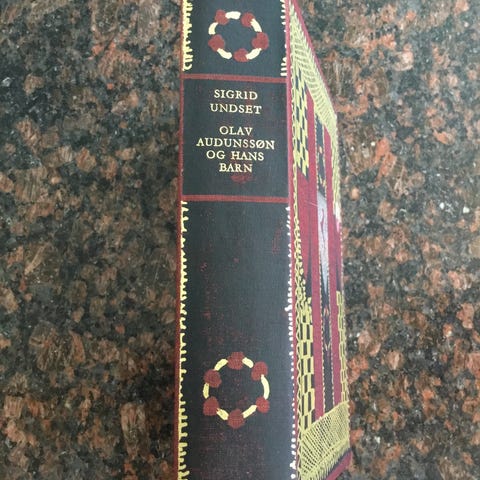 SIGRID
UNDSET
OLAV
AUDUNSSØN
OG HANS
BARN